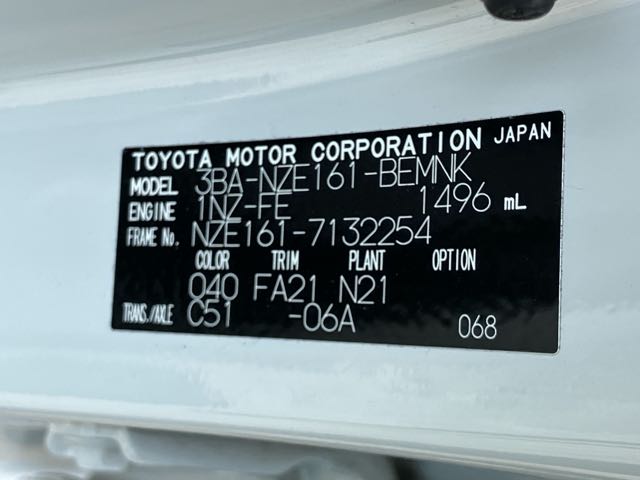 TOYOTA MOTOR CORPORATION JAPAN
MODEL 3BA-NZE161-BEMNK
ENGINE 1NZ-FE 1496 mL
FRAME No. NZE161-7132254
COLOR TRIM PLANT OPTION
040 FA21 N21
TRANS./AXLE C51 -06A 068